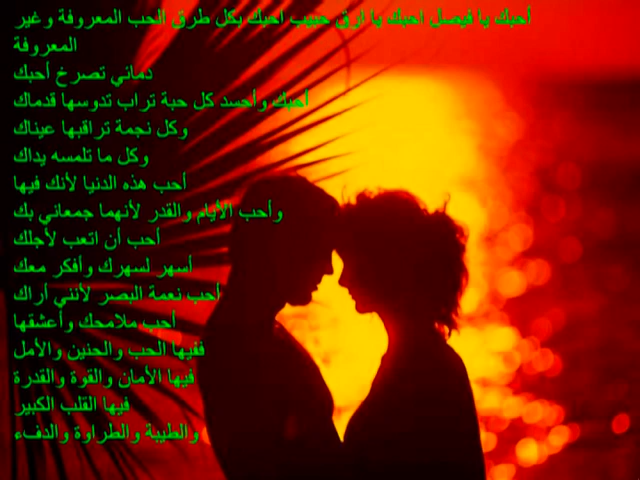 أحبك يا فيصل احبك يا ارق حبيب احبك بكل طرق الحب المعروفة وغير
المعروفة
دمائي تصرخ أحبك
أحبك وأحسد كل حبة تراب تدوسها قدماك
وكل نجمة تراقبها عيناك
وكل ما تلمسه يداك
أحب هذه الدنيا لأنك فيها
وأحب الأيام والقدر لأنهما جمعاني بك
أحب أن اتعب لأجلك
أسهر لسهرك وأفكر معك
أحب نعمة البصر لأنني أراك
أحب ملامحك وأعشقها
ففيها الحب والحنين والأمل
فيها الأمان والقوة والقدرة
فيها القلب الكبير
والطيبة والطراوة والدفء